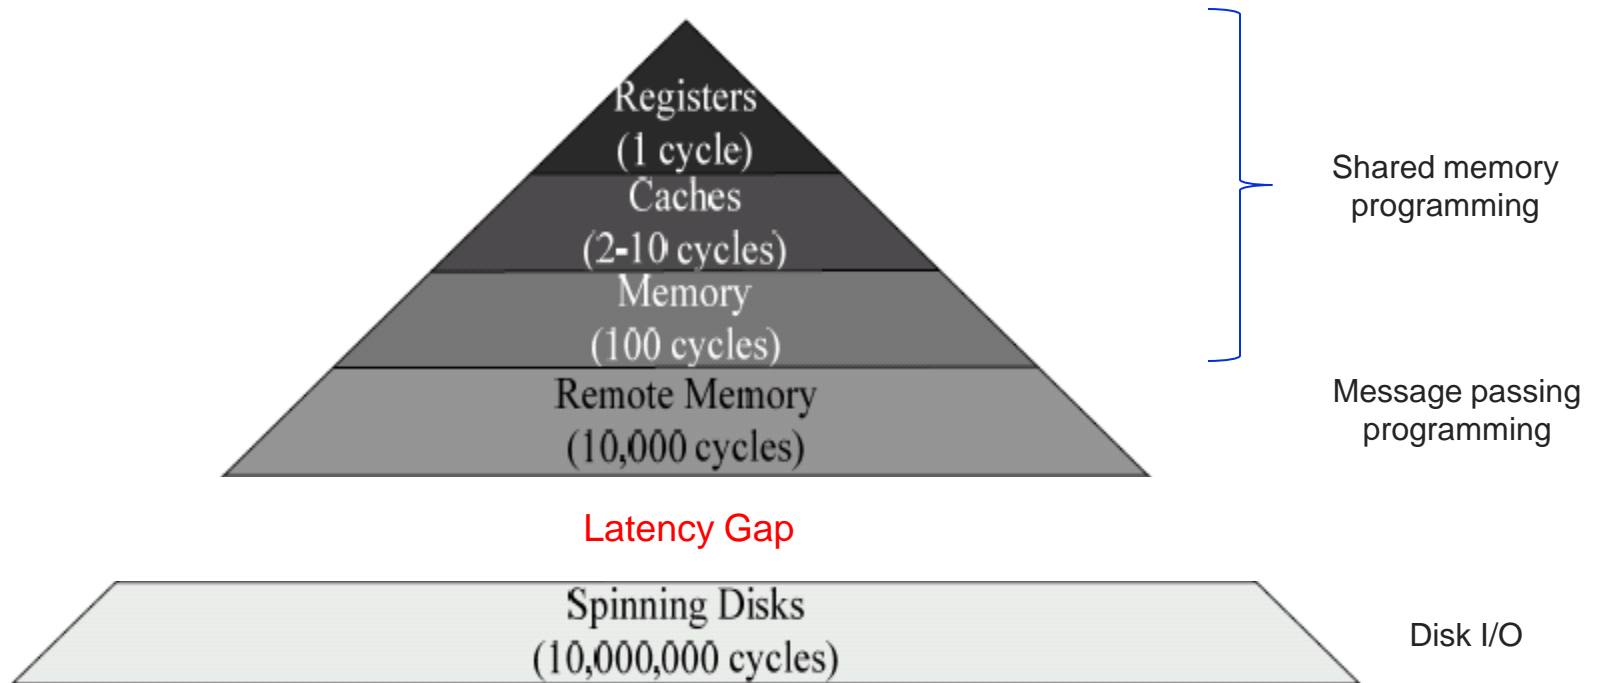 Registers
(1 cycle)
Caches
(2-10 cycles)
Memory
(100 cycles)
Remote Memory
(10,000 cycles)
Latency Gap
Spinning Disks
(10,000,000 cycles)
Shared memory
programming
Message passing
programming
Disk I/O